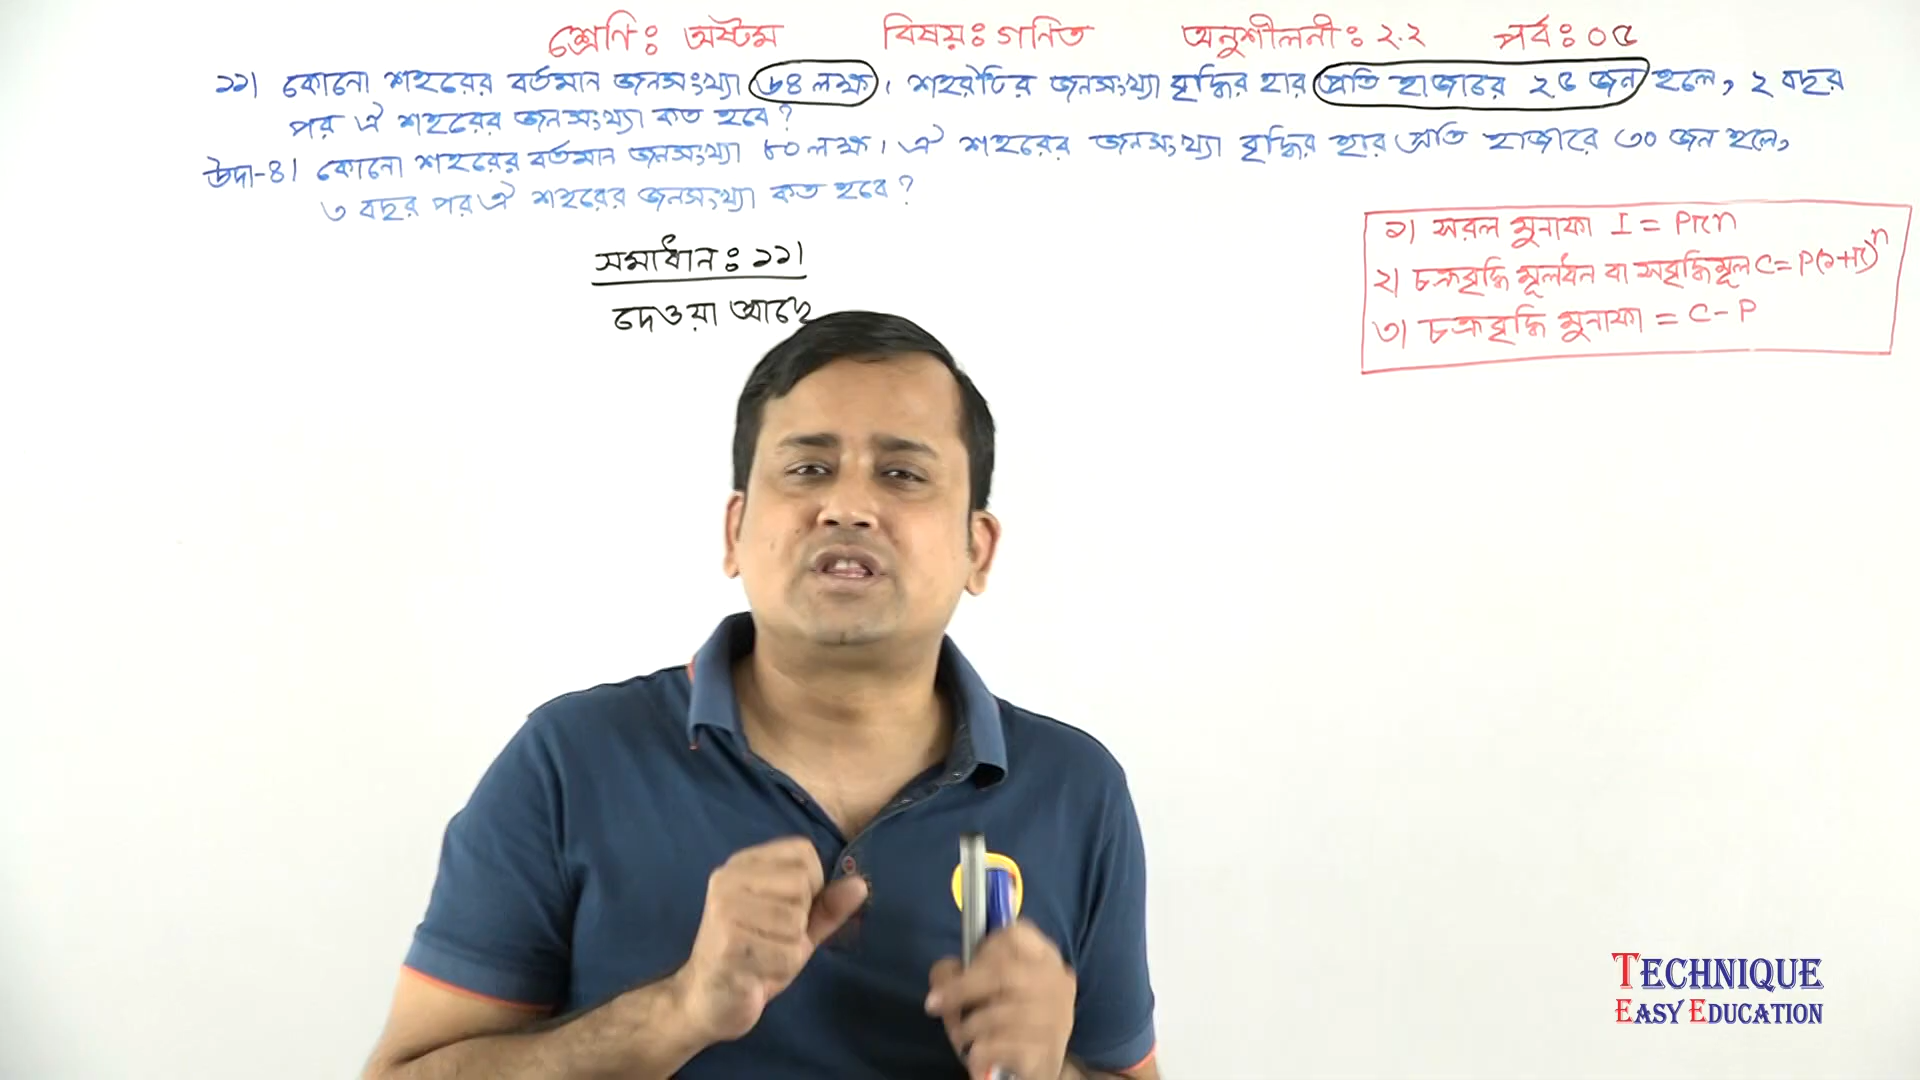 শ্রেণি: অষ্টম বিষয়: গণিত অনুশীলনী: ২.২ পর্ব: ০৫
১১। কোনো শহরের বর্তমান জনসংখ্যা ৬৪ লক্ষ। শহরটির জনসংখ্যা বৃদ্ধির হার প্রতি হাজারে ২৫ জন হলে, ২ বছর
পর ঐ শহরের জনসংখ্যা কত হবে?
উদা-৪। কোনো শহরের বর্তমান জনসংখ্যা ৮০ লক্ষ। ঐ শহরের জনসংখ্যা বৃদ্ধির হার প্রতি হাজারে ৩০ জন হলে,
৩ বছর পর ঐ শহরের জনসংখ্যা কত হবে?
সমাধান: ১১।
দেওয়া আছে
১) সরল মুনাফা I = Prn
২) চক্রবৃদ্ধি মূলধন বা সবৃদ্ধিমূল C = P(১+r)ⁿ
৩) চক্রবৃদ্ধি মুনাফা = C - P
TECHNIQUE
EASY EDUCATION